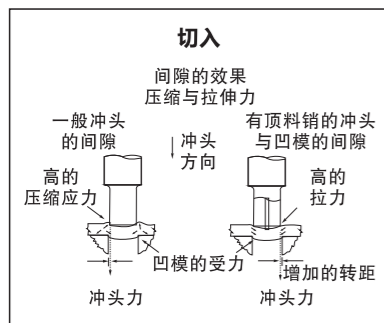 切入
间隙的效果
压缩与拉伸力
一般冲头
的间隙
冲头
方向
有顶料销的冲头
与凹模的间隙
高的
压缩应力
高的
拉力
凹模的受力
增加的转距
冲头力
冲头力